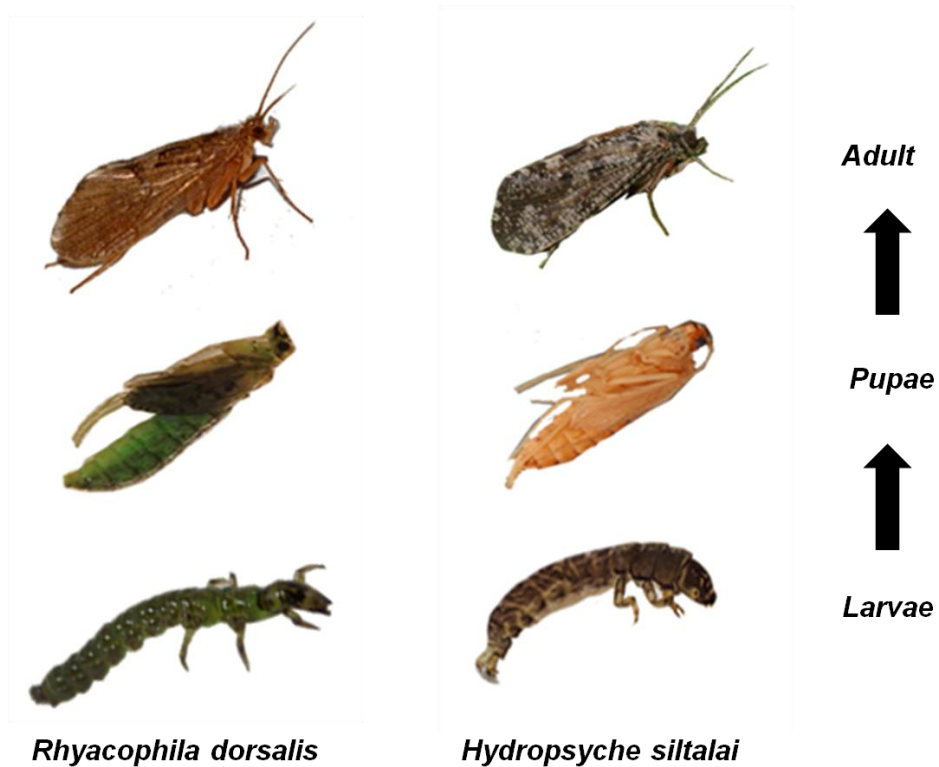 Adult
Pupae
Larvae
Rhyacophila dorsalis
Hydropsyche siltalai